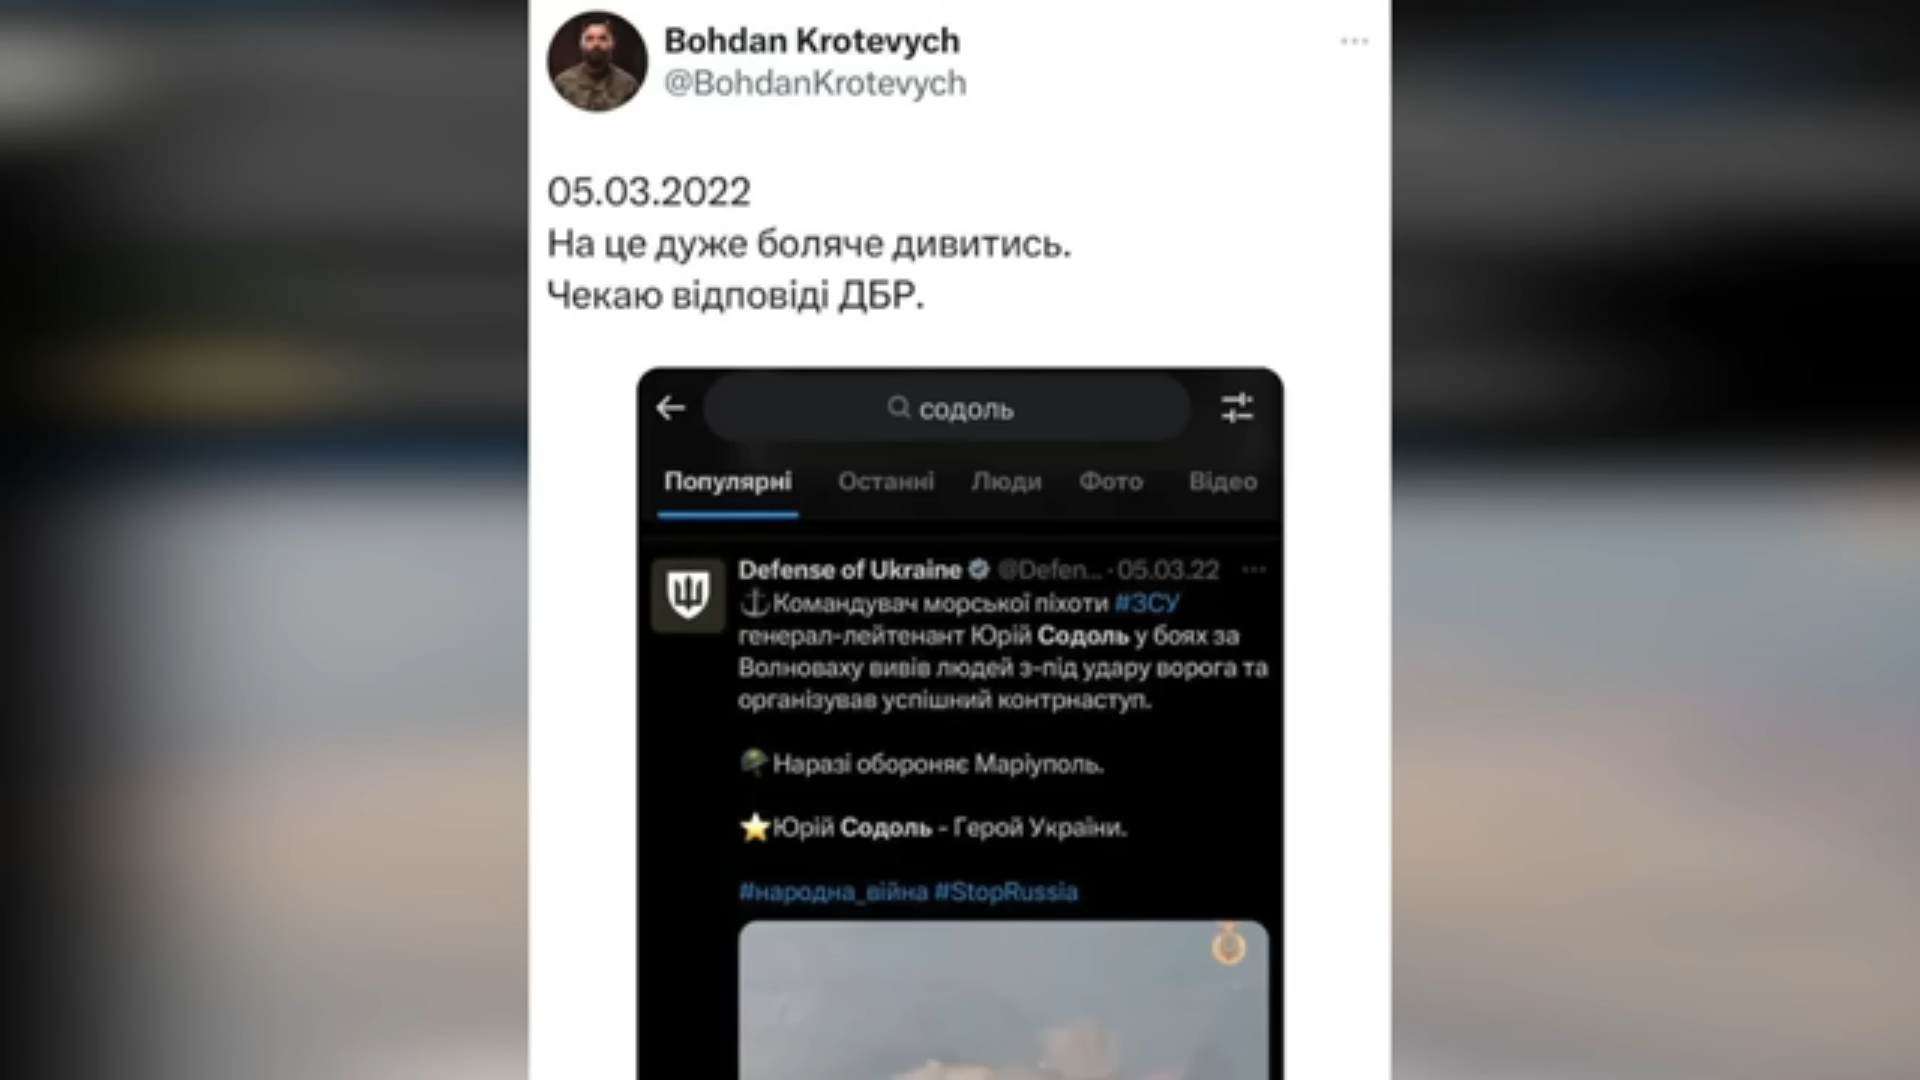 Bohdan Krotevych
@BohdanKrotevych
05.03.2022
На це дуже боляче дивитись.
Чекаю відповіді ДБР.
содоль
Популярні Останні Люди Фото Відео
Defense of Ukraine @Defen... · 05.03.22
⚓Командувач морської піхоти #ЗСУ
генерал-лейтенант Юрій Содоль у боях за
Волноваху вивів людей з-під удару ворога та
організував успішний контрнаступ.
🪖Наразі обороняє Маріуполь.
⭐Юрій Содоль - Герой України.
#народна_війна #StopRussia